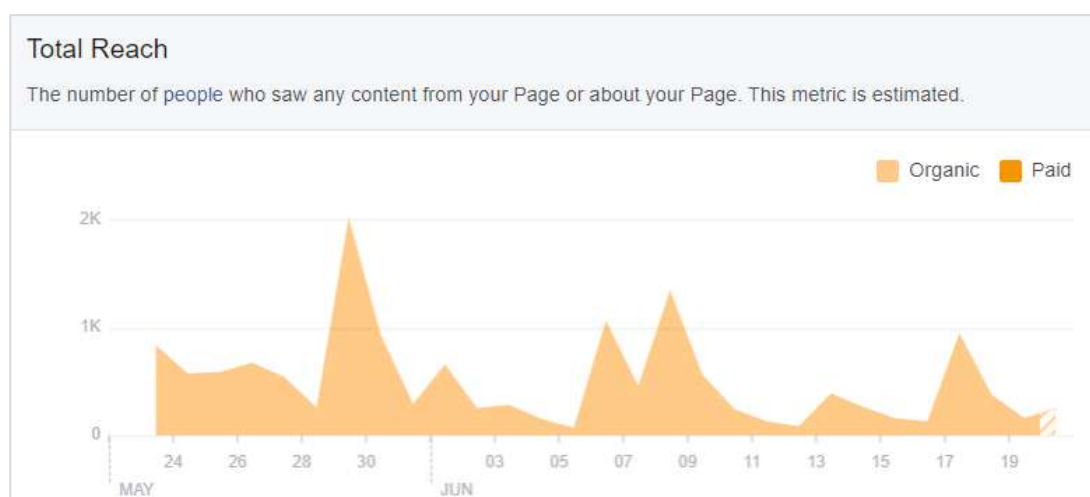 Total Reach
The number of people who saw any content from your Page or about your Page. This metric is estimated.
Organic Paid
2K
1K
0
24 26 28 30 03 05 07 09 11 13 15 17 19
MAY JUN